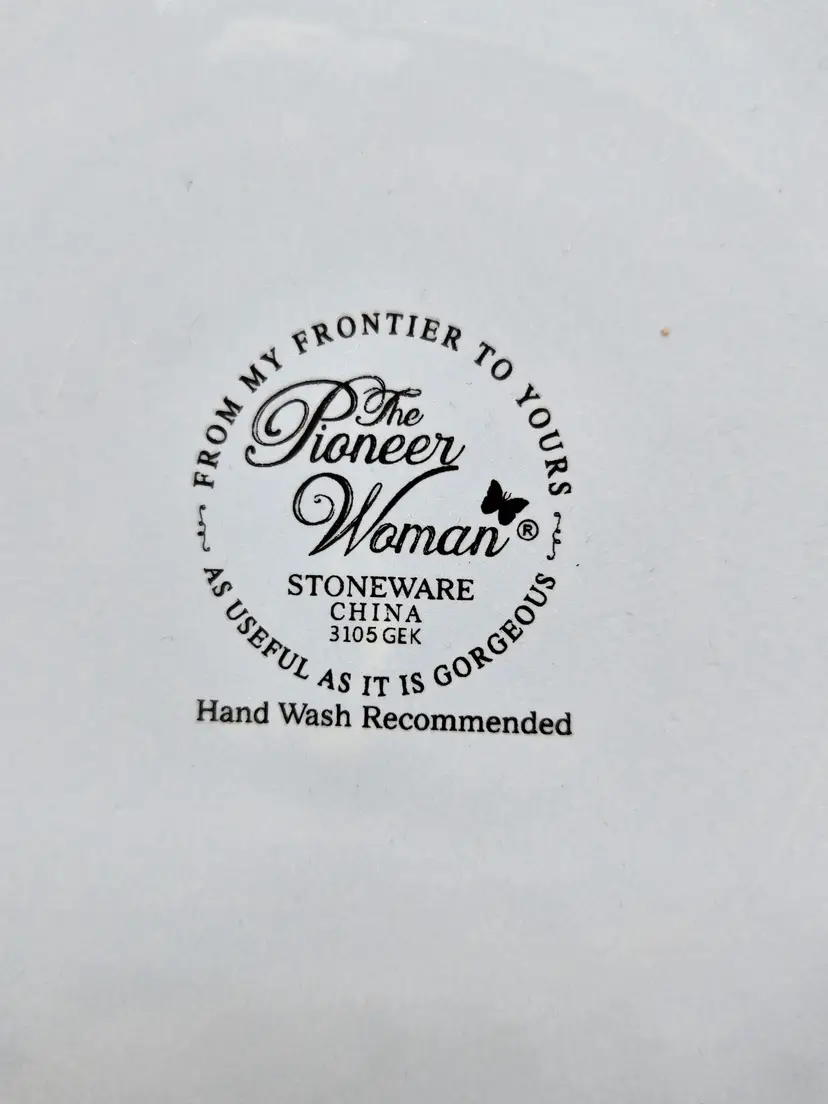 FROM MY FRONTIER TO YOURS
The
Pioneer
Woman®
STONEWARE
CHINA
3105 GEK
AS USEFUL AS IT IS GORGEOUS
Hand Wash Recommended